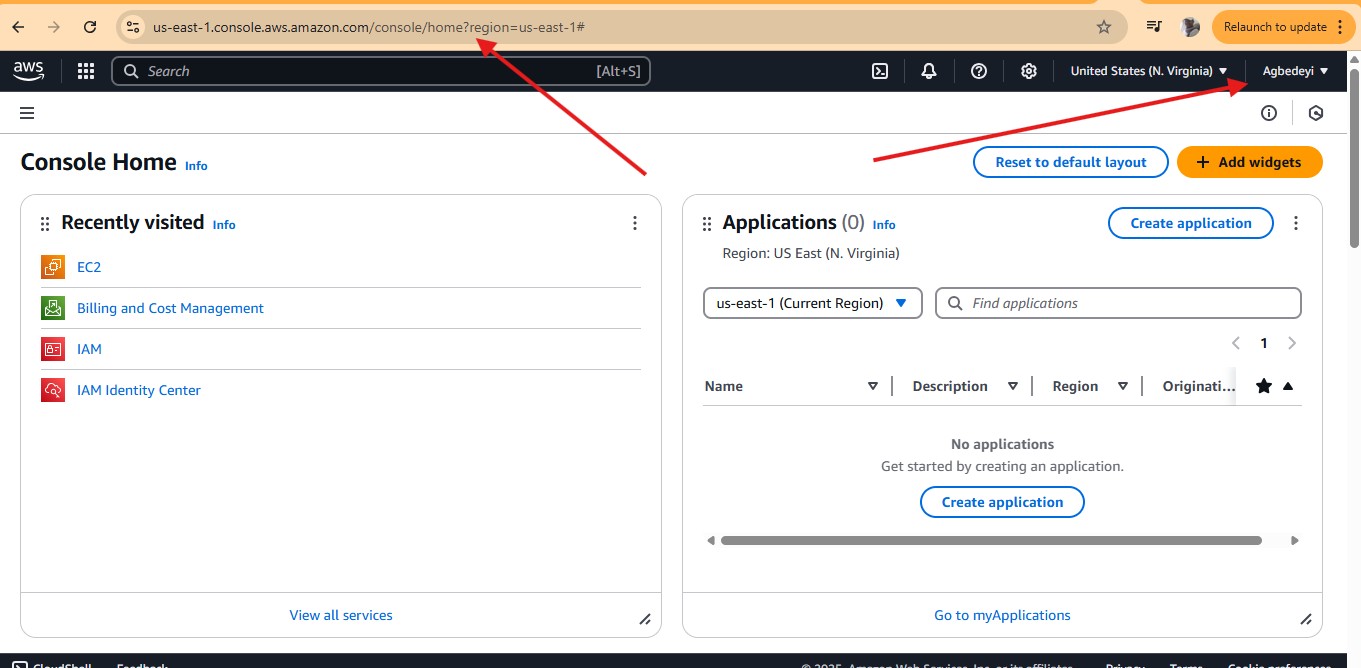 us-east-1.console.aws.amazon.com/console/home?region=us-east-1#
Relaunch to update
aws
Search
[Alt+S]
United States (N. Virginia)
Agbedeyi
Console Home Info
Reset to default layout
+ Add widgets
Recently visited Info
EC2
Billing and Cost Management
IAM
IAM Identity Center
View all services
Applications (0) Info
Create application
Region: US East (N. Virginia)
us-east-1 (Current Region)
Find applications
1
Name Description Region Originati...
No applications
Get started by creating an application.
Create application
Go to myApplications
CloudShell Feedback
© 2025, Amazon Web Services, Inc. or its affiliates. Privacy Terms Cookie preferences